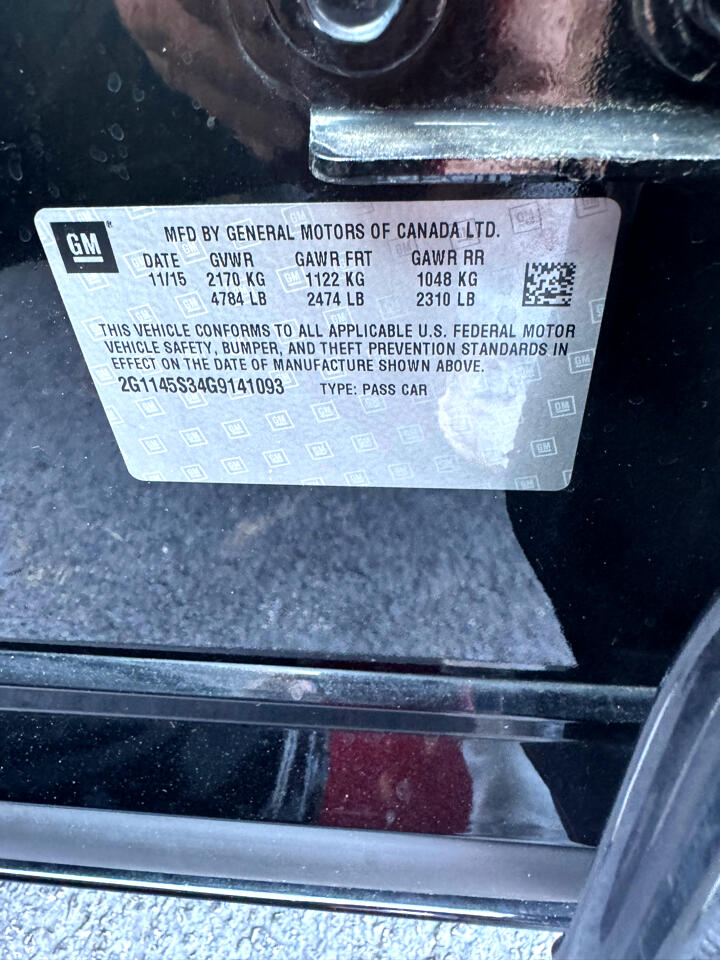 GM ®
MFD BY GENERAL MOTORS OF CANADA LTD.
DATE GVWR GAWR FRT GAWR RR
11/15 2170 KG 1122 KG 1048 KG
4784 LB 2474 LB 2310 LB
THIS VEHICLE CONFORMS TO ALL APPLICABLE U.S. FEDERAL MOTOR
VEHICLE SAFETY, BUMPER, AND THEFT PREVENTION STANDARDS IN
EFFECT ON THE DATE OF MANUFACTURE SHOWN ABOVE.
2G1145S34G9141093 TYPE: PASS CAR